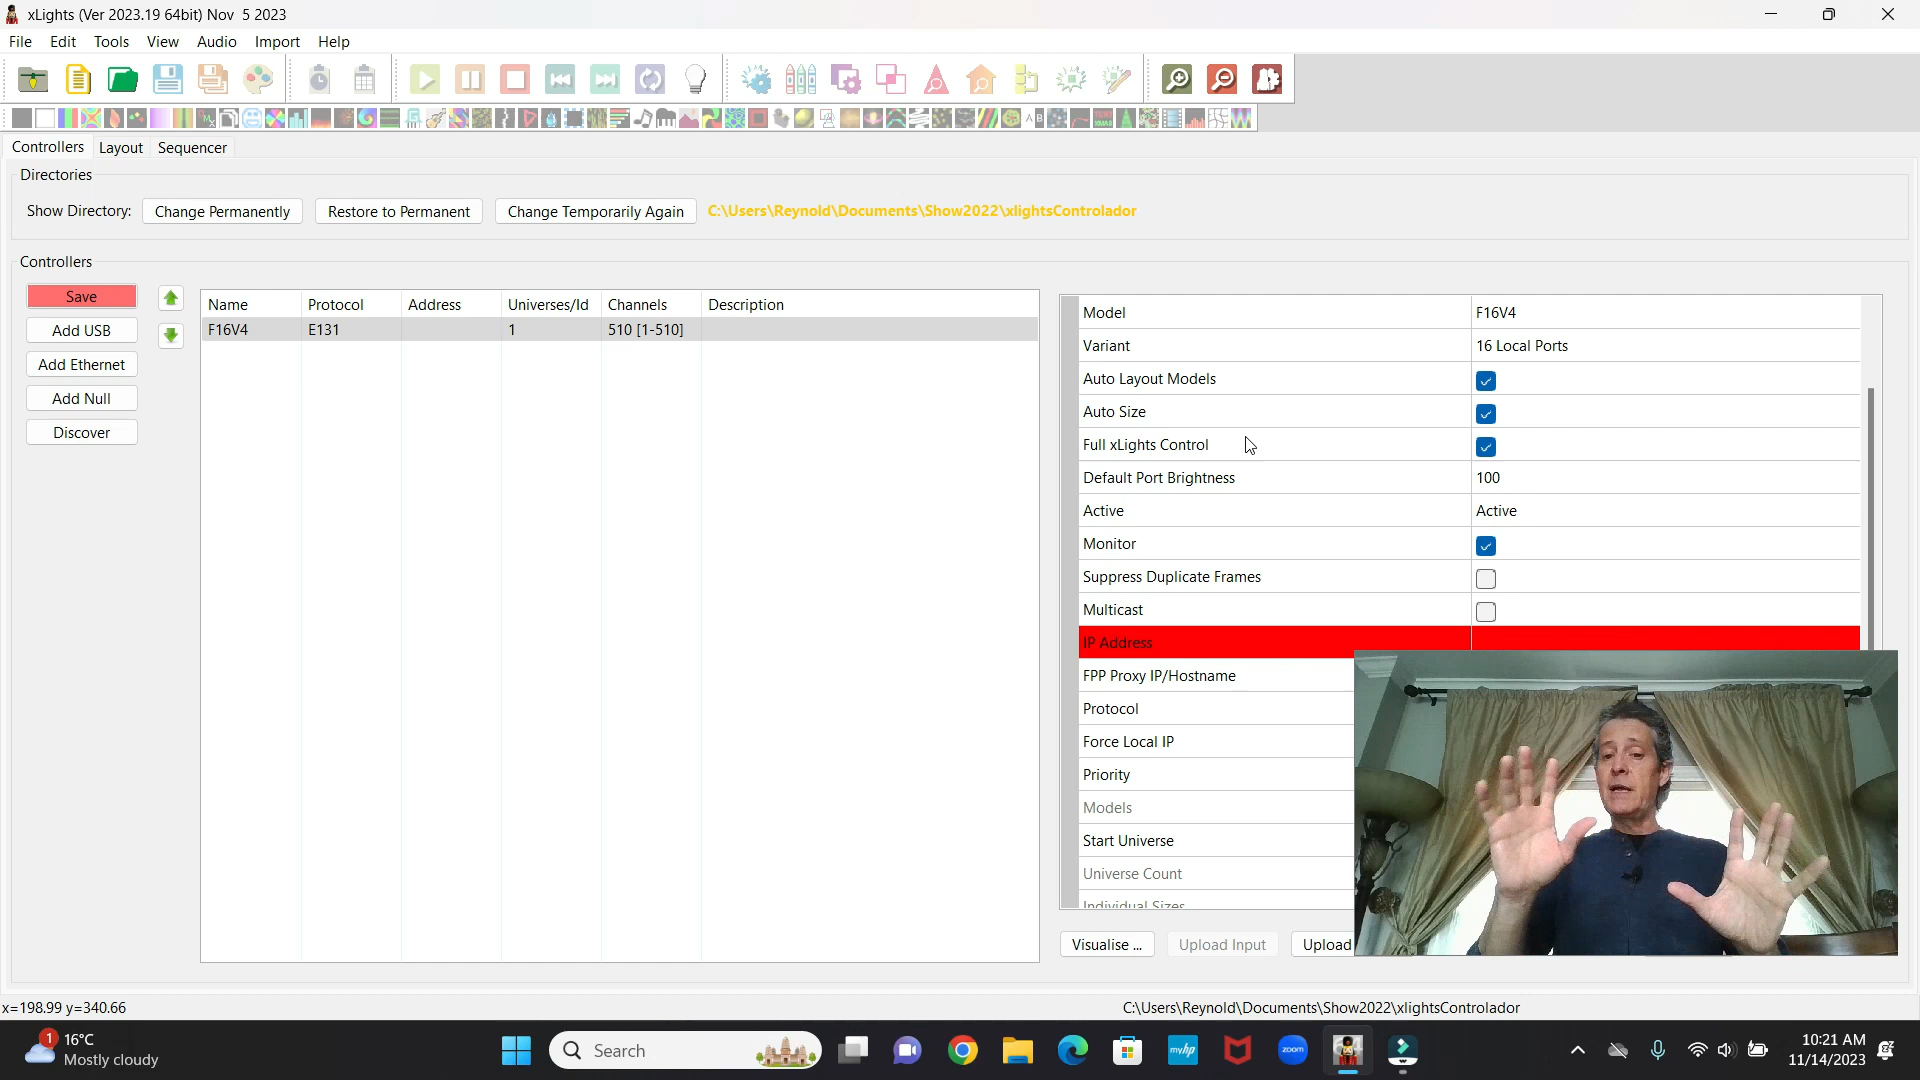 xLights (Ver 2023.19 64bit) Nov  5 2023
File Edit Tools View Audio Import Help
Controllers Layout Sequencer
Directories
Show Directory: Change Permanently Restore to Permanent Change Temporarily Again C:\Users\Reynold\Documents\Show2022\xlightsControlador
Controllers
Save
Add USB
Add Ethernet
Add Null
Discover
Name Protocol Address Universes/Id Channels Description
F16V4 E131 1 510 [1-510]
Model F16V4
Variant 16 Local Ports
Auto Layout Models
Auto Size
Full xLights Control
Default Port Brightness 100
Active Active
Monitor
Suppress Duplicate Frames
Multicast
IP Address
FPP Proxy IP/Hostname
Protocol
Force Local IP
Priority
Models
Start Universe
Universe Count
Individual Sizes
Visualise ... Upload Input Upload
x=198.99 y=340.66 C:\Users\Reynold\Documents\Show2022\xlightsControlador
1
16°C
Mostly cloudy
Search
myhp
zoom
10:21 AM
11/14/2023